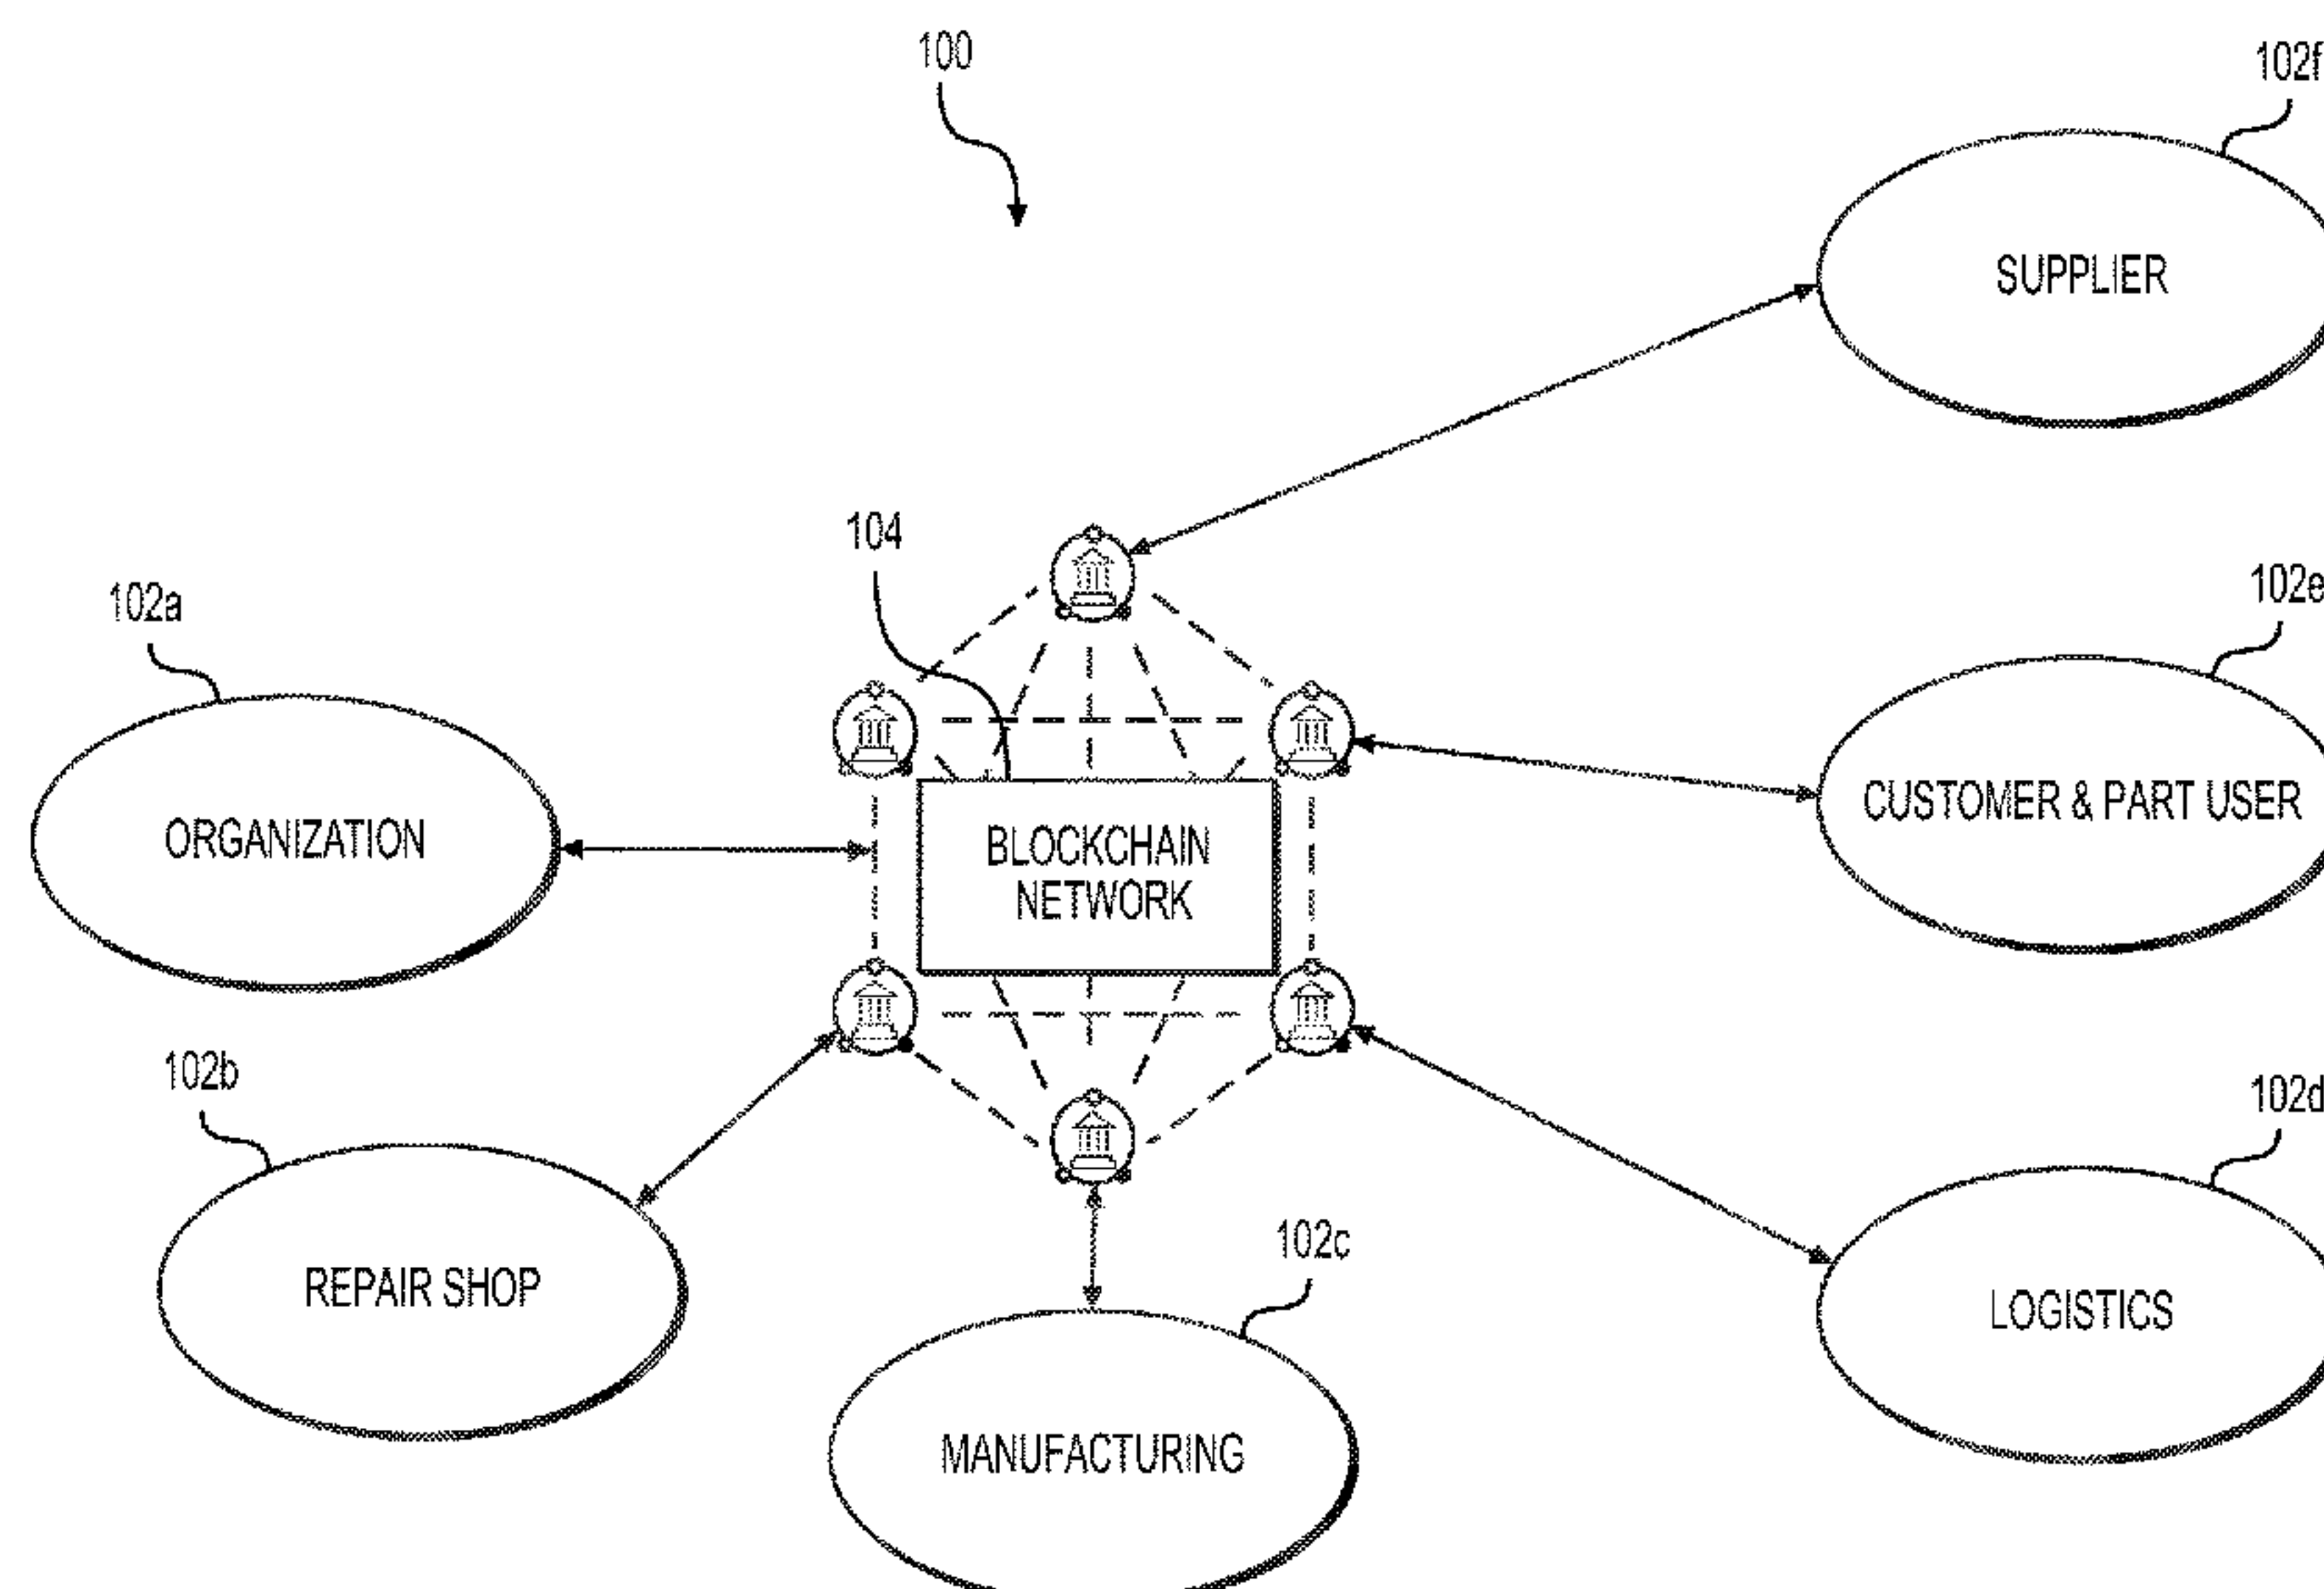 100
102f
SUPPLIER
104
102a
102e
ORGANIZATION
BLOCKCHAIN
NETWORK
CUSTOMER & PART USER
102b
102d
102c
REPAIR SHOP
LOGISTICS
MANUFACTURING